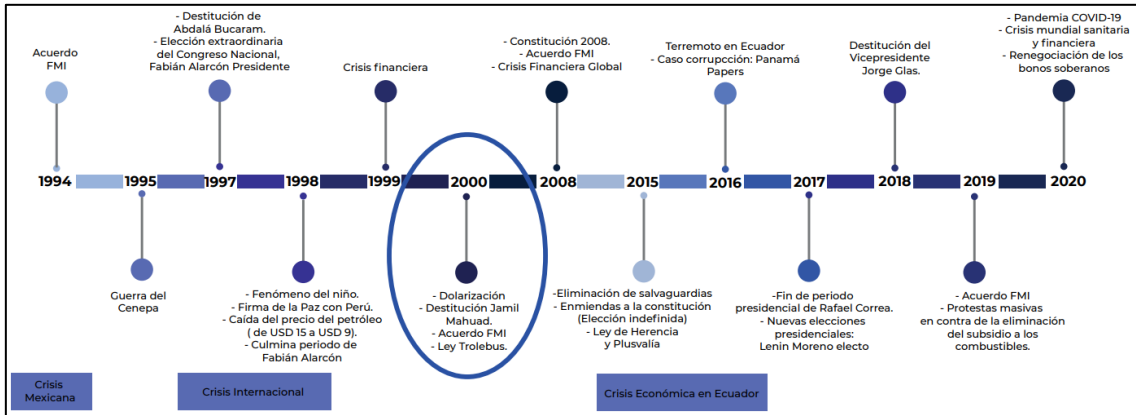 Acuerdo
FMI
- Destitución de
Abdalá Bucaram.
- Elección extraordinaria
del Congreso Nacional,
Fabián Alarcón Presidente
Crisis financiera
- Constitución 2008.
- Acuerdo FMI
- Crisis Financiera Global
Terremoto en Ecuador
- Caso corrupcción: Panamá
Papers
Destitución del
Vicepresidente
Jorge Glas.
- Pandemia COVID-19
- Crisis mundial sanitaria
y financiera
- Renegociación de los
bonos soberanos
1994 1995 1997 1998 1999 2000 2008 2015 2016 2017 2018 2019 2020
Guerra del
Cenepa
- Fenómeno del niño.
- Firma de la Paz con Perú.
- Caída del precio del petróleo
( de USD 15 a USD 9).
- Culmina periodo de
Fabián Alarcón
- Dolarización
- Destitución Jamil
Mahuad.
- Acuerdo FMI
- Ley Trolebus.
-Eliminación de salvaguardias
- Enmiendas a la constitución
(Elección indefinida)
- Ley de Herencia
y Plusvalía
- Fin de periodo
presidencial de Rafael Correa.
- Nuevas elecciones
presidenciales:
Lenin Moreno electo
- Acuerdo FMI
- Protestas masivas
en contra de la eliminación
del subsidio a los
combustibles.
Crisis
Mexicana
Crisis Internacional
Crisis Económica en Ecuador